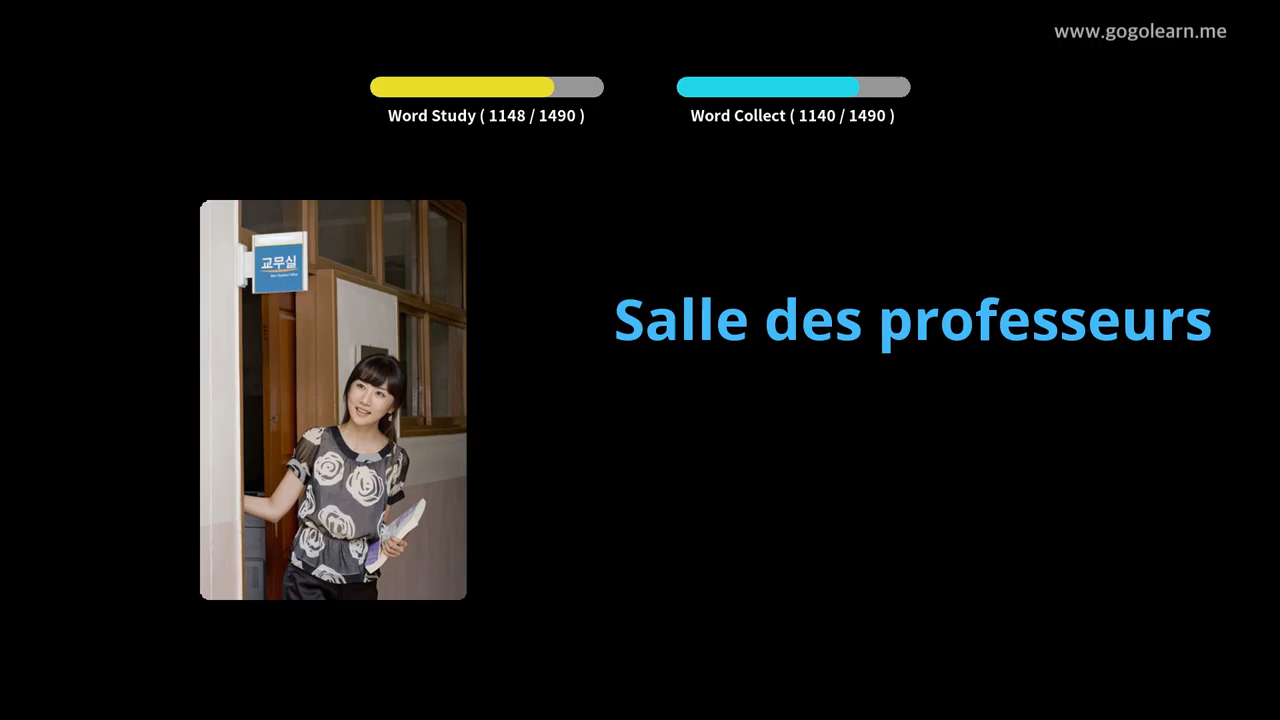 www.gogolearn.me
Word Study ( 1148 / 1490 )
Word Collect ( 1140 / 1490 )
교무실
Salle des professeurs